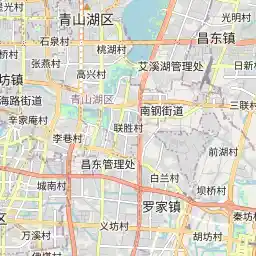 晨光村
青山湖区
光明村
石泉村
桃湖村
昌东镇
张燕村
艾溪湖管理处
日新
坊镇
高兴村
青山湖区
南钢街道
三联村
海路街道
辛家庵村
联胜村
李巷村
前湖村
昌东管理处
城南村
白兰村
坝桥村
罗家镇
秦坊
义坊村
万溪村
胡坊村